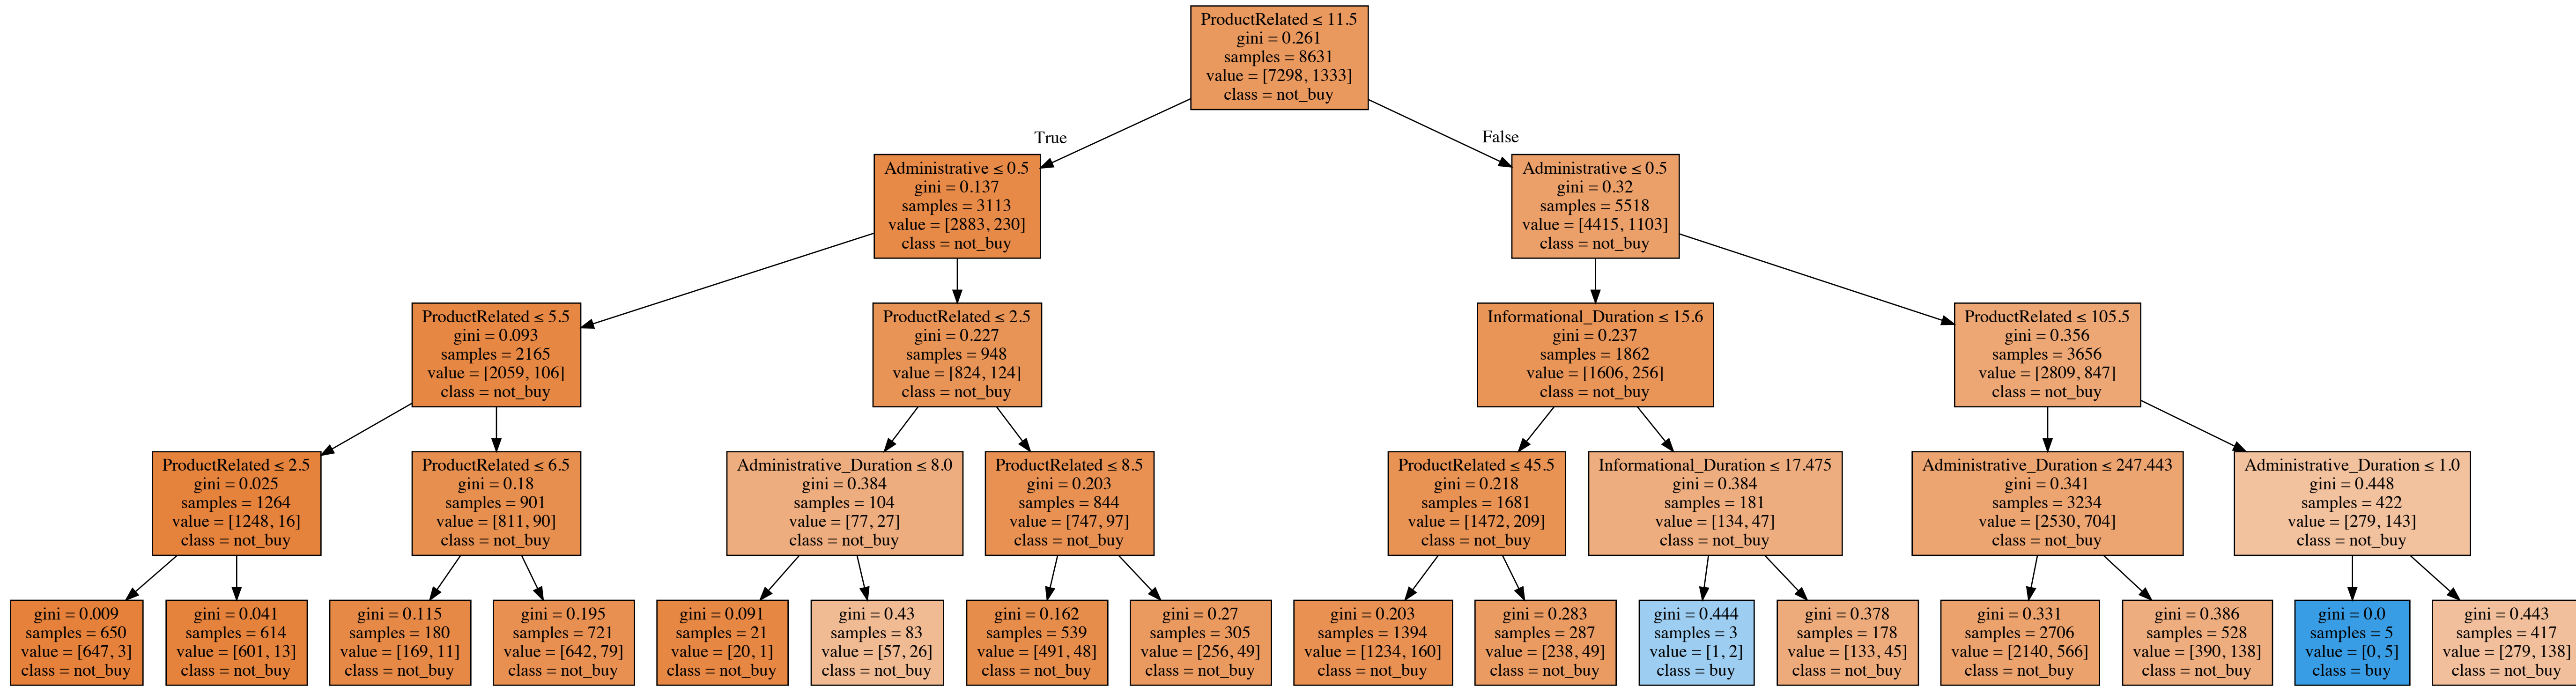 ProductRelated ≤ 11.5
gini = 0.261
samples = 8631
value = [7298, 1333]
class = not_buy
True
False
Administrative ≤ 0.5
gini = 0.137
samples = 3113
value = [2883, 230]
class = not_buy
Administrative ≤ 0.5
gini = 0.32
samples = 5518
value = [4415, 1103]
class = not_buy
ProductRelated ≤ 5.5
gini = 0.093
samples = 2165
value = [2059, 106]
class = not_buy
ProductRelated ≤ 2.5
gini = 0.227
samples = 948
value = [824, 124]
class = not_buy
Informational_Duration ≤ 15.6
gini = 0.237
samples = 1862
value = [1606, 256]
class = not_buy
ProductRelated ≤ 105.5
gini = 0.356
samples = 3656
value = [2809, 847]
class = not_buy
ProductRelated ≤ 2.5
gini = 0.025
samples = 1264
value = [1248, 16]
class = not_buy
ProductRelated ≤ 6.5
gini = 0.18
samples = 901
value = [811, 90]
class = not_buy
Administrative_Duration ≤ 8.0
gini = 0.384
samples = 104
value = [77, 27]
class = not_buy
ProductRelated ≤ 8.5
gini = 0.203
samples = 844
value = [747, 97]
class = not_buy
ProductRelated ≤ 45.5
gini = 0.218
samples = 1681
value = [1472, 209]
class = not_buy
Informational_Duration ≤ 17.475
gini = 0.384
samples = 181
value = [134, 47]
class = not_buy
Administrative_Duration ≤ 247.443
gini = 0.341
samples = 3234
value = [2530, 704]
class = not_buy
Administrative_Duration ≤ 1.0
gini = 0.448
samples = 422
value = [279, 143]
class = not_buy
gini = 0.009
samples = 650
value = [647, 3]
class = not_buy
gini = 0.041
samples = 614
value = [601, 13]
class = not_buy
gini = 0.115
samples = 180
value = [169, 11]
class = not_buy
gini = 0.195
samples = 721
value = [642, 79]
class = not_buy
gini = 0.091
samples = 21
value = [20, 1]
class = not_buy
gini = 0.43
samples = 83
value = [57, 26]
class = not_buy
gini = 0.162
samples = 539
value = [491, 48]
class = not_buy
gini = 0.27
samples = 305
value = [256, 49]
class = not_buy
gini = 0.203
samples = 1394
value = [1234, 160]
class = not_buy
gini = 0.283
samples = 287
value = [238, 49]
class = not_buy
gini = 0.444
samples = 3
value = [1, 2]
class = buy
gini = 0.378
samples = 178
value = [133, 45]
class = not_buy
gini = 0.331
samples = 2706
value = [2140, 566]
class = not_buy
gini = 0.386
samples = 528
value = [390, 138]
class = not_buy
gini = 0.0
samples = 5
value = [0, 5]
class = buy
gini = 0.443
samples = 417
value = [279, 138]
class = not_buy